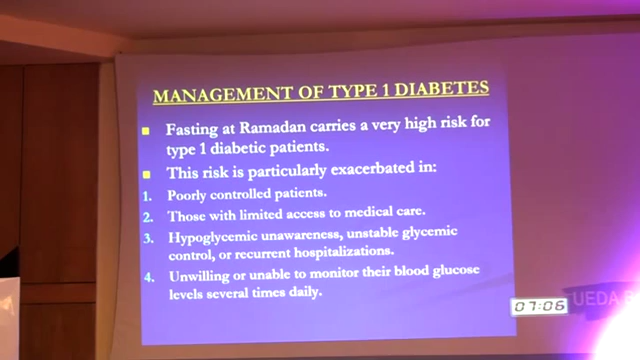 MANAGEMENT OF TYPE 1 DIABETES
Fasting at Ramadan carries a very high risk for
type 1 diabetic patients.
This risk is particularly exacerbated in:
1. Poorly controlled patients.
2. Those with limited access to medical care.
3. Hypoglycemic unawareness, unstable glycemic
control, or recurrent hospitalizations.
4. Unwilling or unable to monitor their blood glucose
levels several times daily.
07:06
UEDA